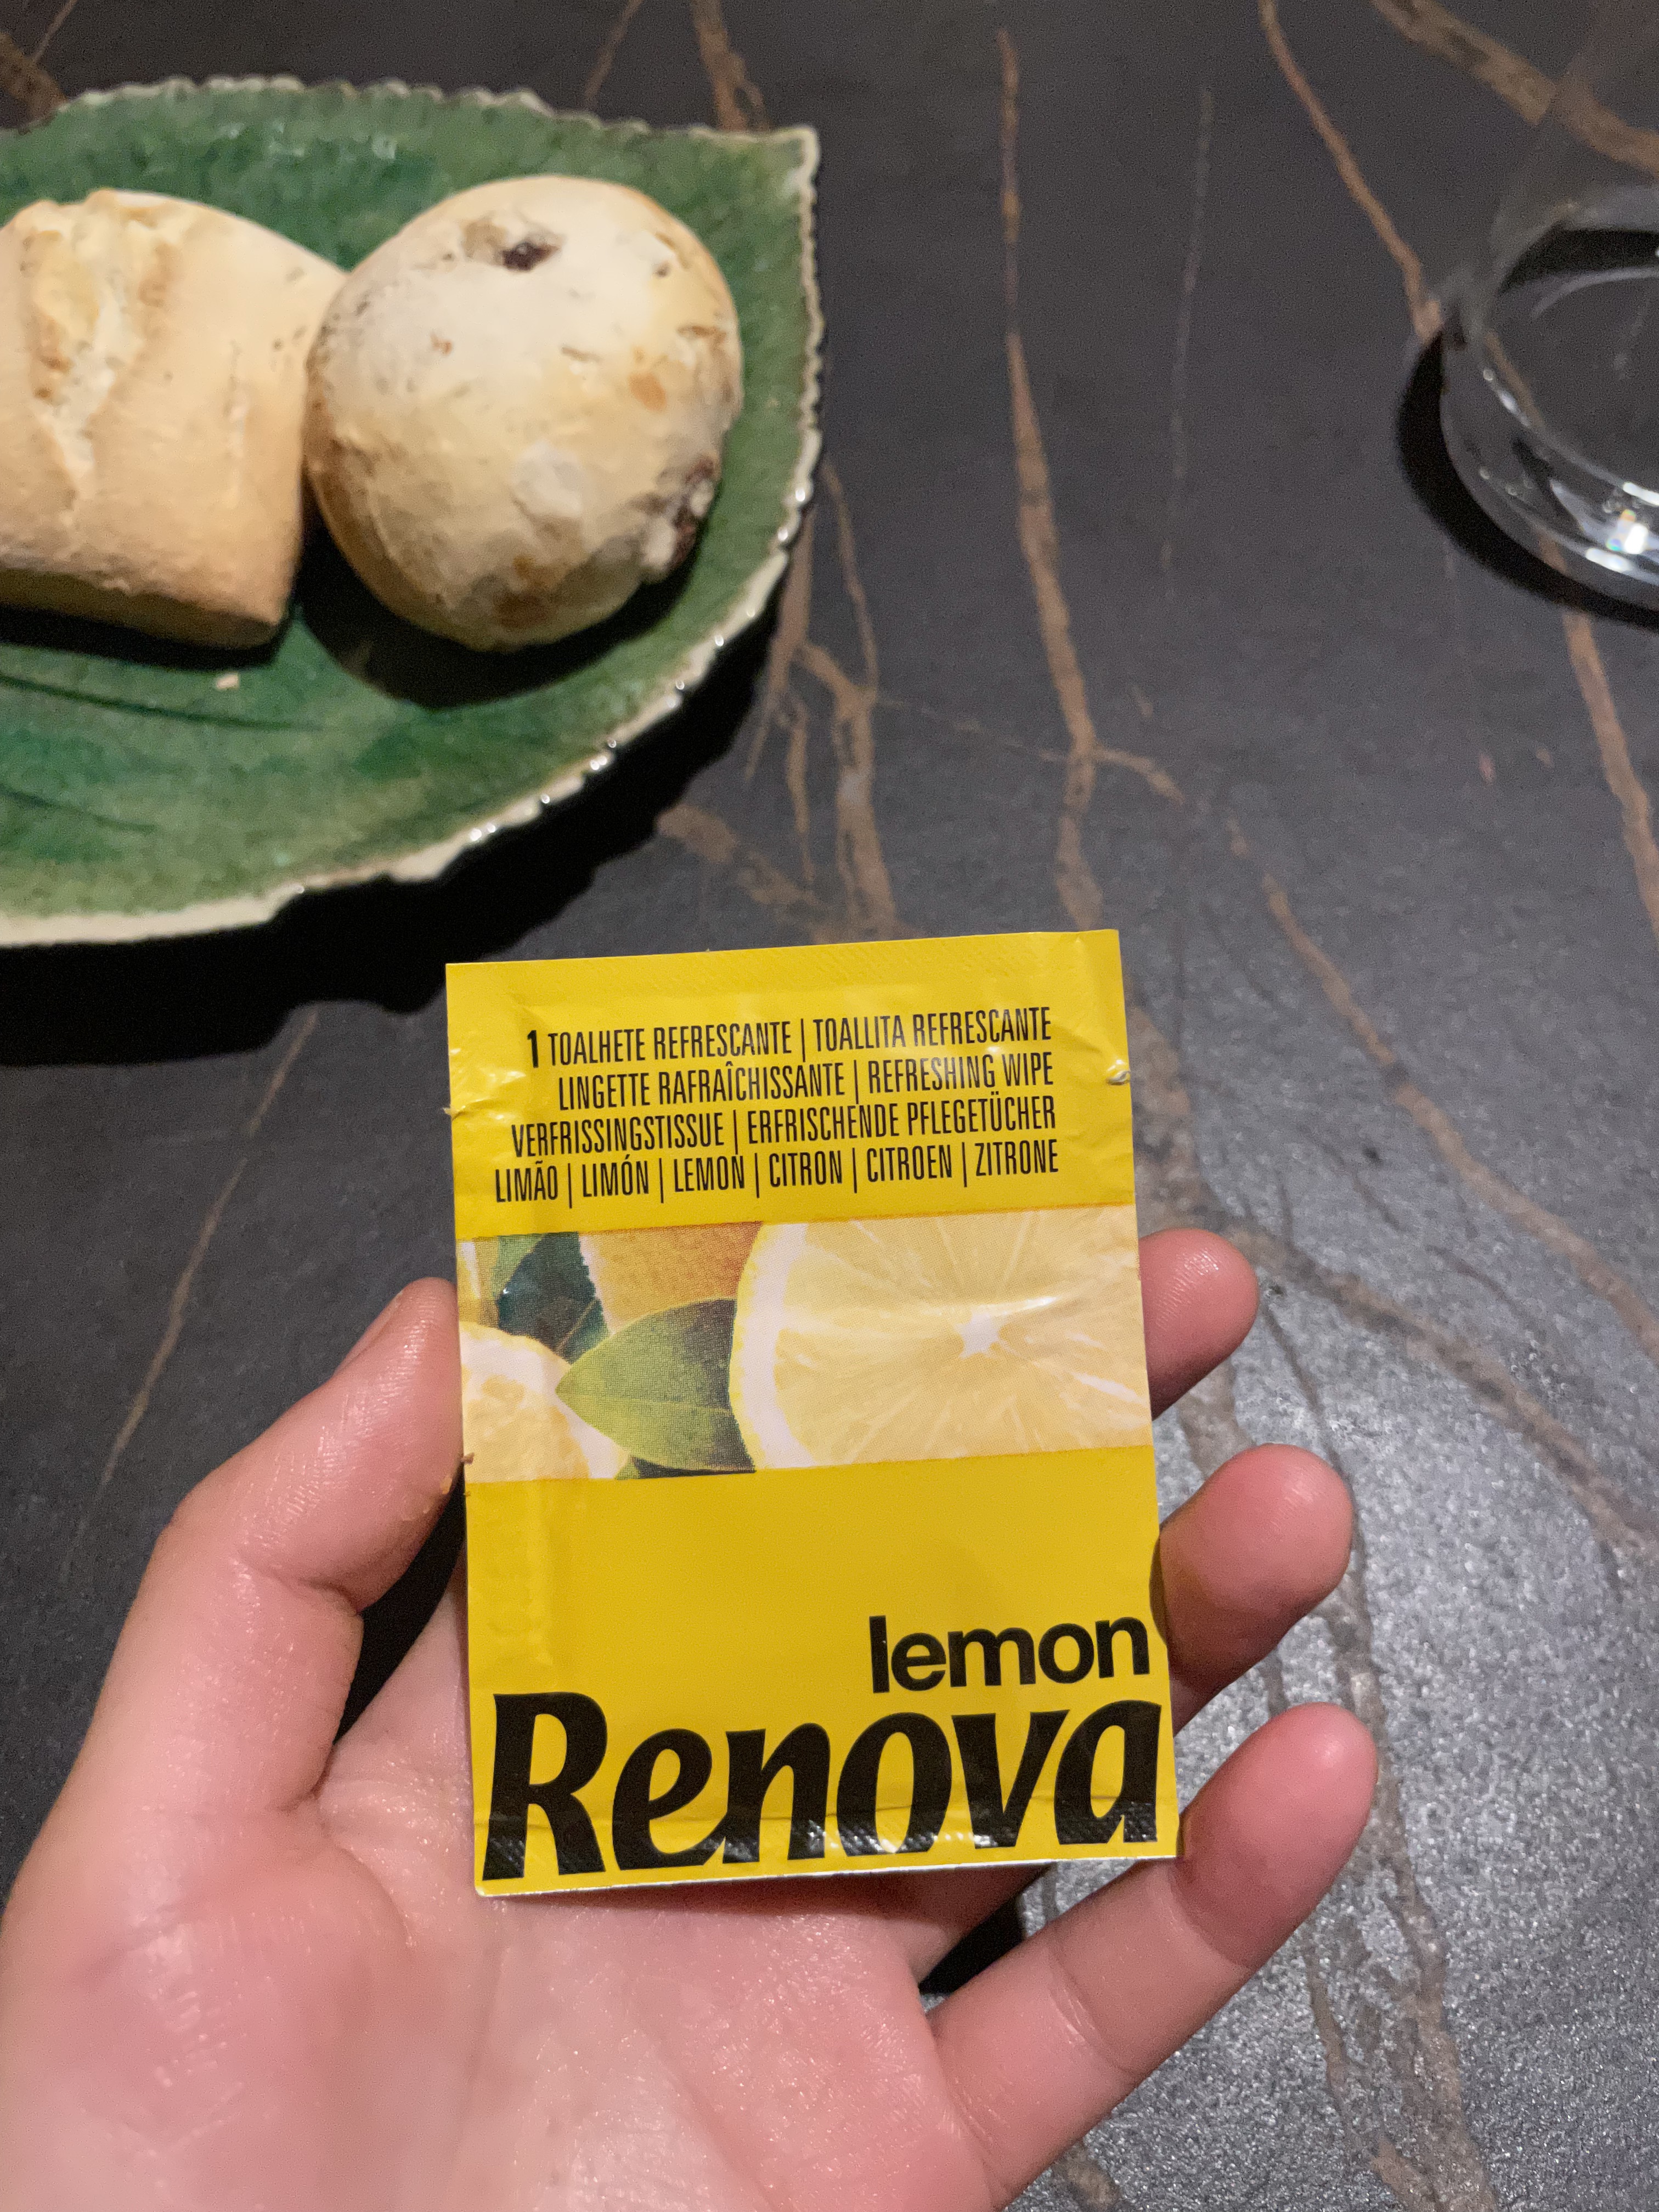 1 TOALHETE REFRESCANTE | TOALLITA REFRESCANTE
LINGETTE RAFRAÎCHISSANTE | REFRESHING WIPE
VERFRISSINGSTISSUE | ERFRISCHENDE PFLEGETÜCHER
LIMÃO | LIMÓN | LEMON | CITRON | CITROEN | ZITRONE
lemon
Renova